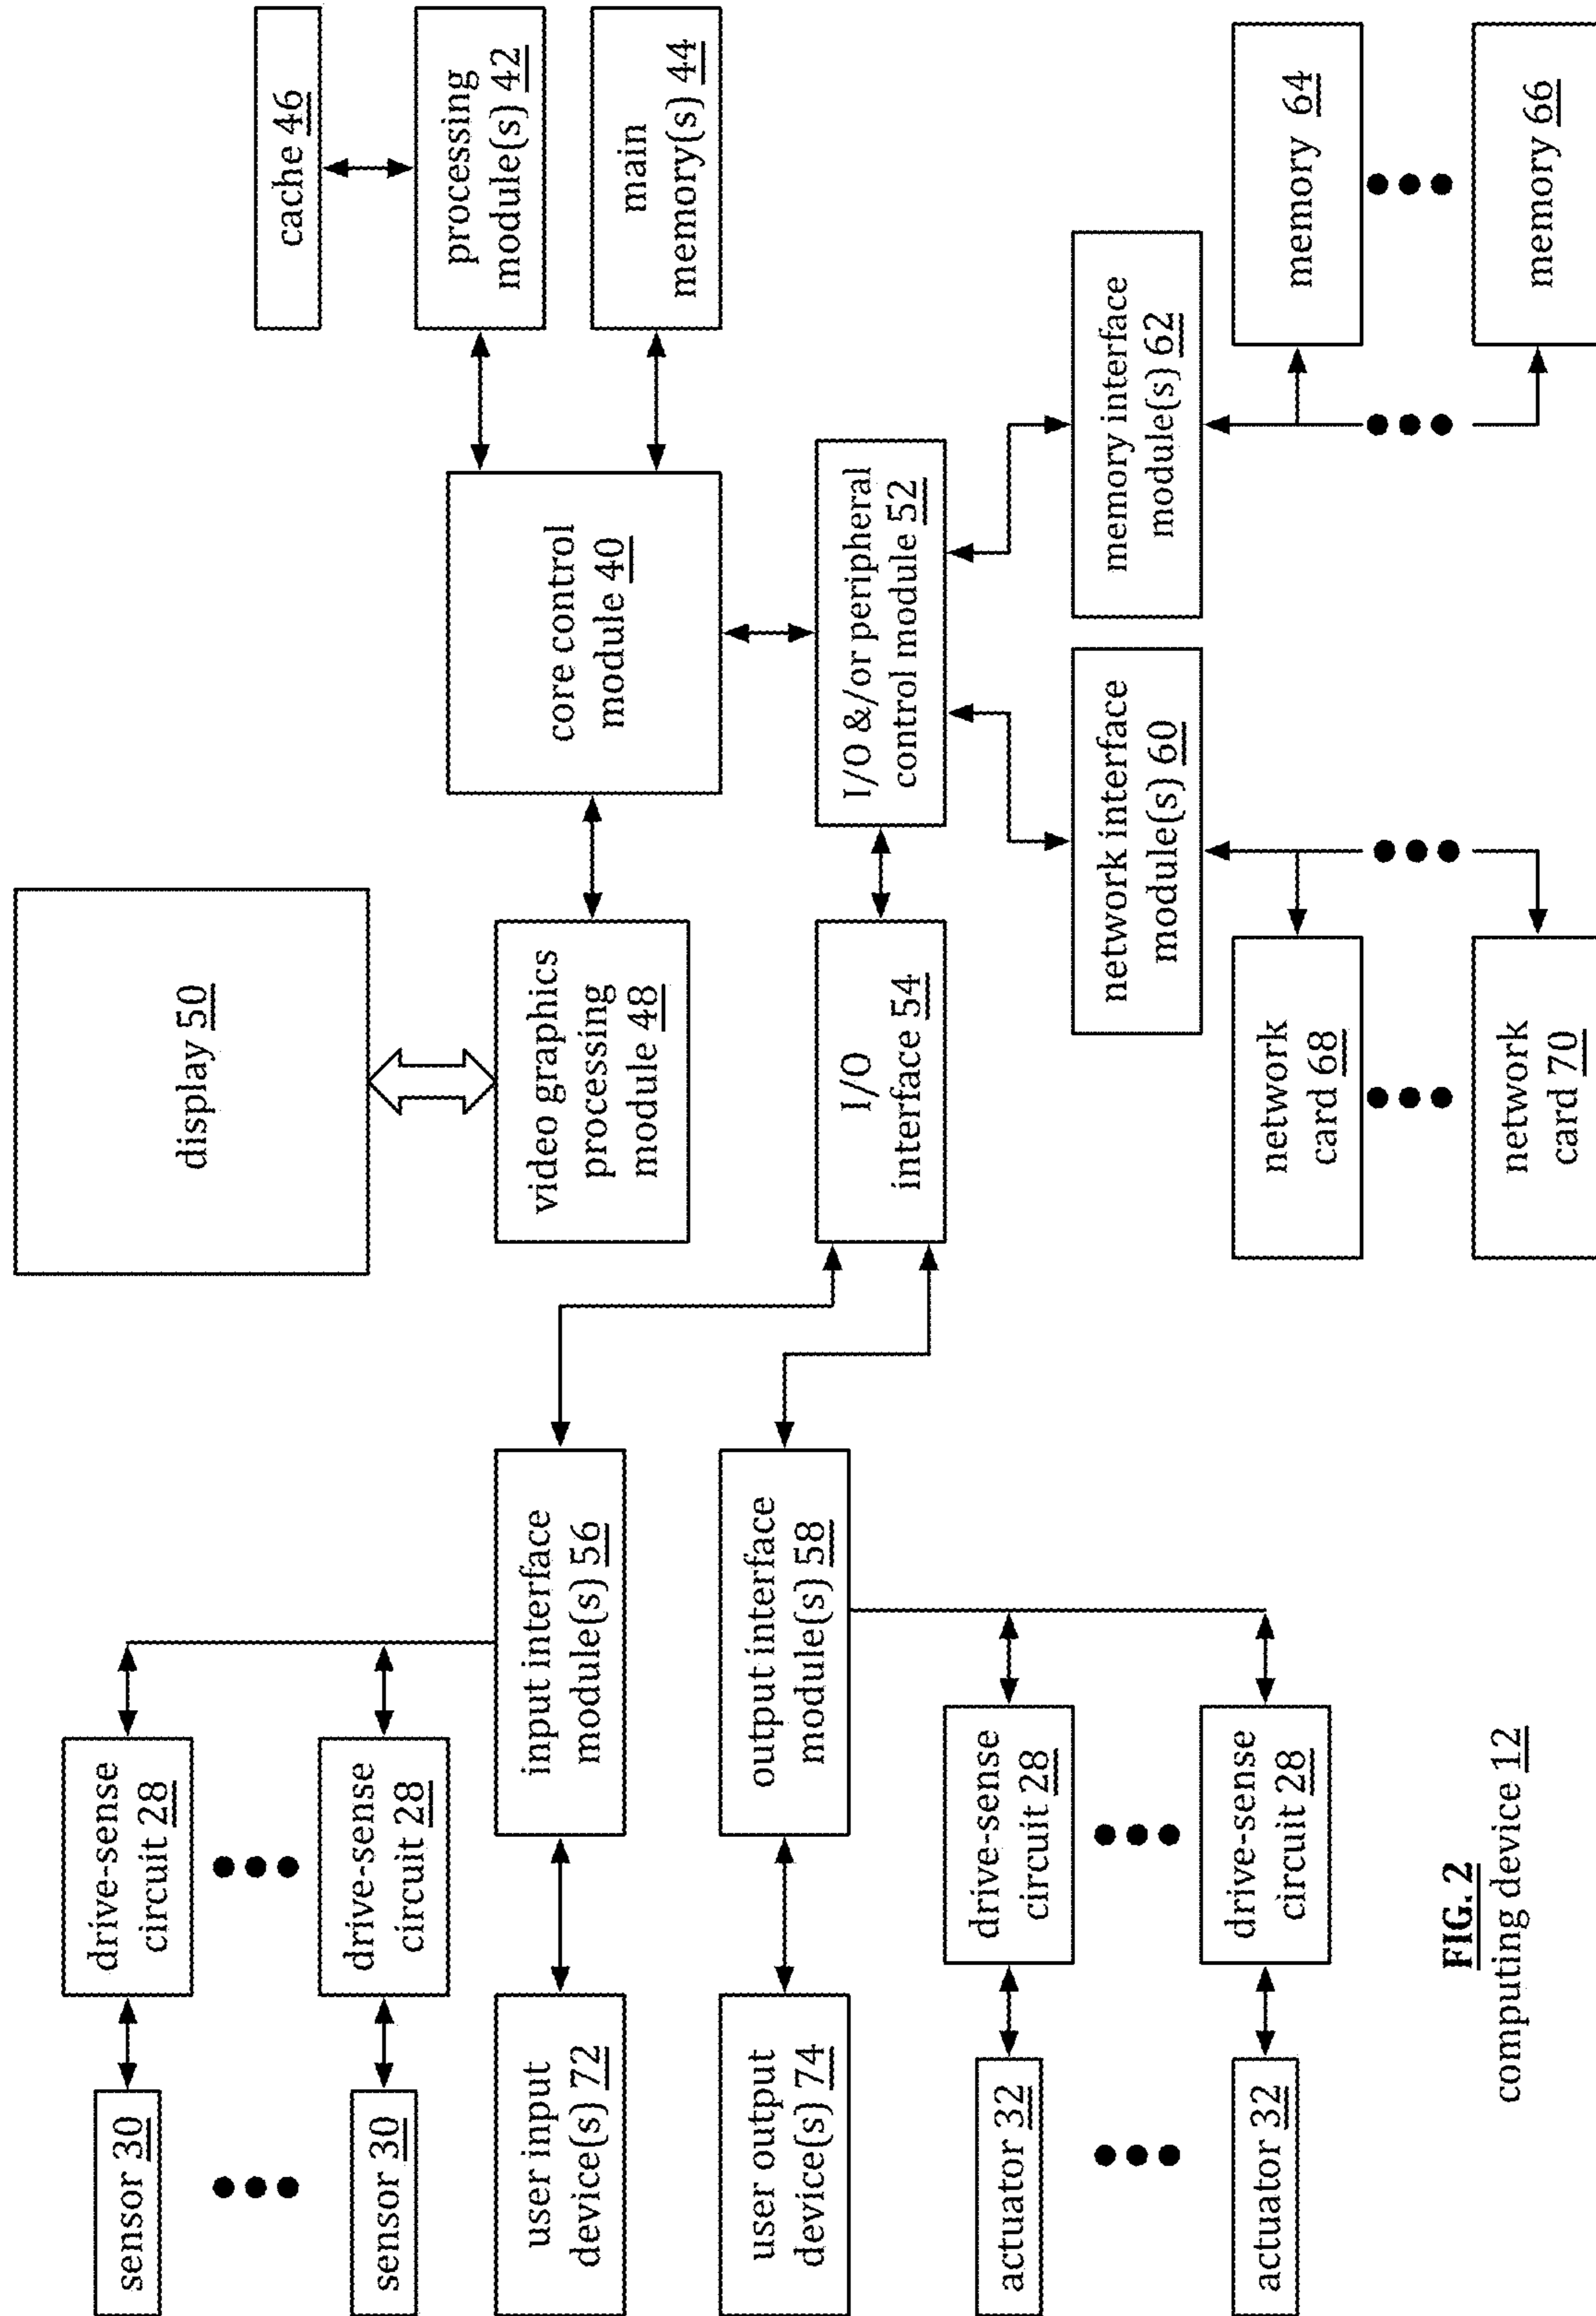 sensor 30
drive-sense
circuit 28
sensor 30
drive-sense
circuit 28
user input
device(s) 72
input interface
module(s) 56
user output
device(s) 74
output interface
module(s) 58
actuator 32
drive-sense
circuit 28
actuator 32
drive-sense
circuit 28
display 50
video graphics
processing
module 48
core control
module 40
cache 46
processing
module(s) 42
main
memory(s) 44
I/O
interface 54
I/O &/or peripheral
control module 52
network interface
module(s) 60
memory interface
module(s) 62
network
card 68
network
card 70
memory 64
memory 66
FIG. 2
computing device 12